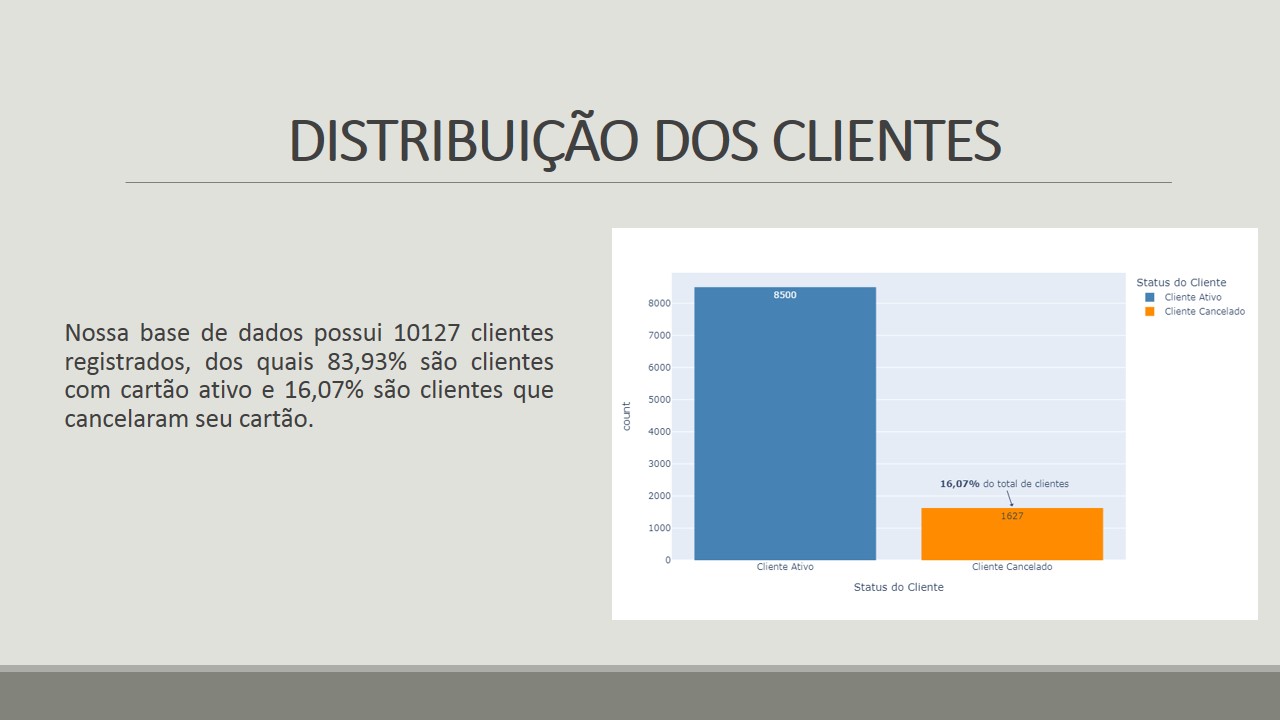 DISTRIBUIÇÃO DOS CLIENTES
Nossa base de dados possui 10127 clientes
registrados, dos quais 83,93% são clientes
com cartão ativo e 16,07% são clientes que
cancelaram seu cartão.
Status do Cliente
Cliente Ativo
Cliente Cancelado
8500
8000
7000
6000
5000
4000
3000
2000
1000
0
count
16,07% do total de clientes
1627
Cliente Ativo
Cliente Cancelado
Status do Cliente